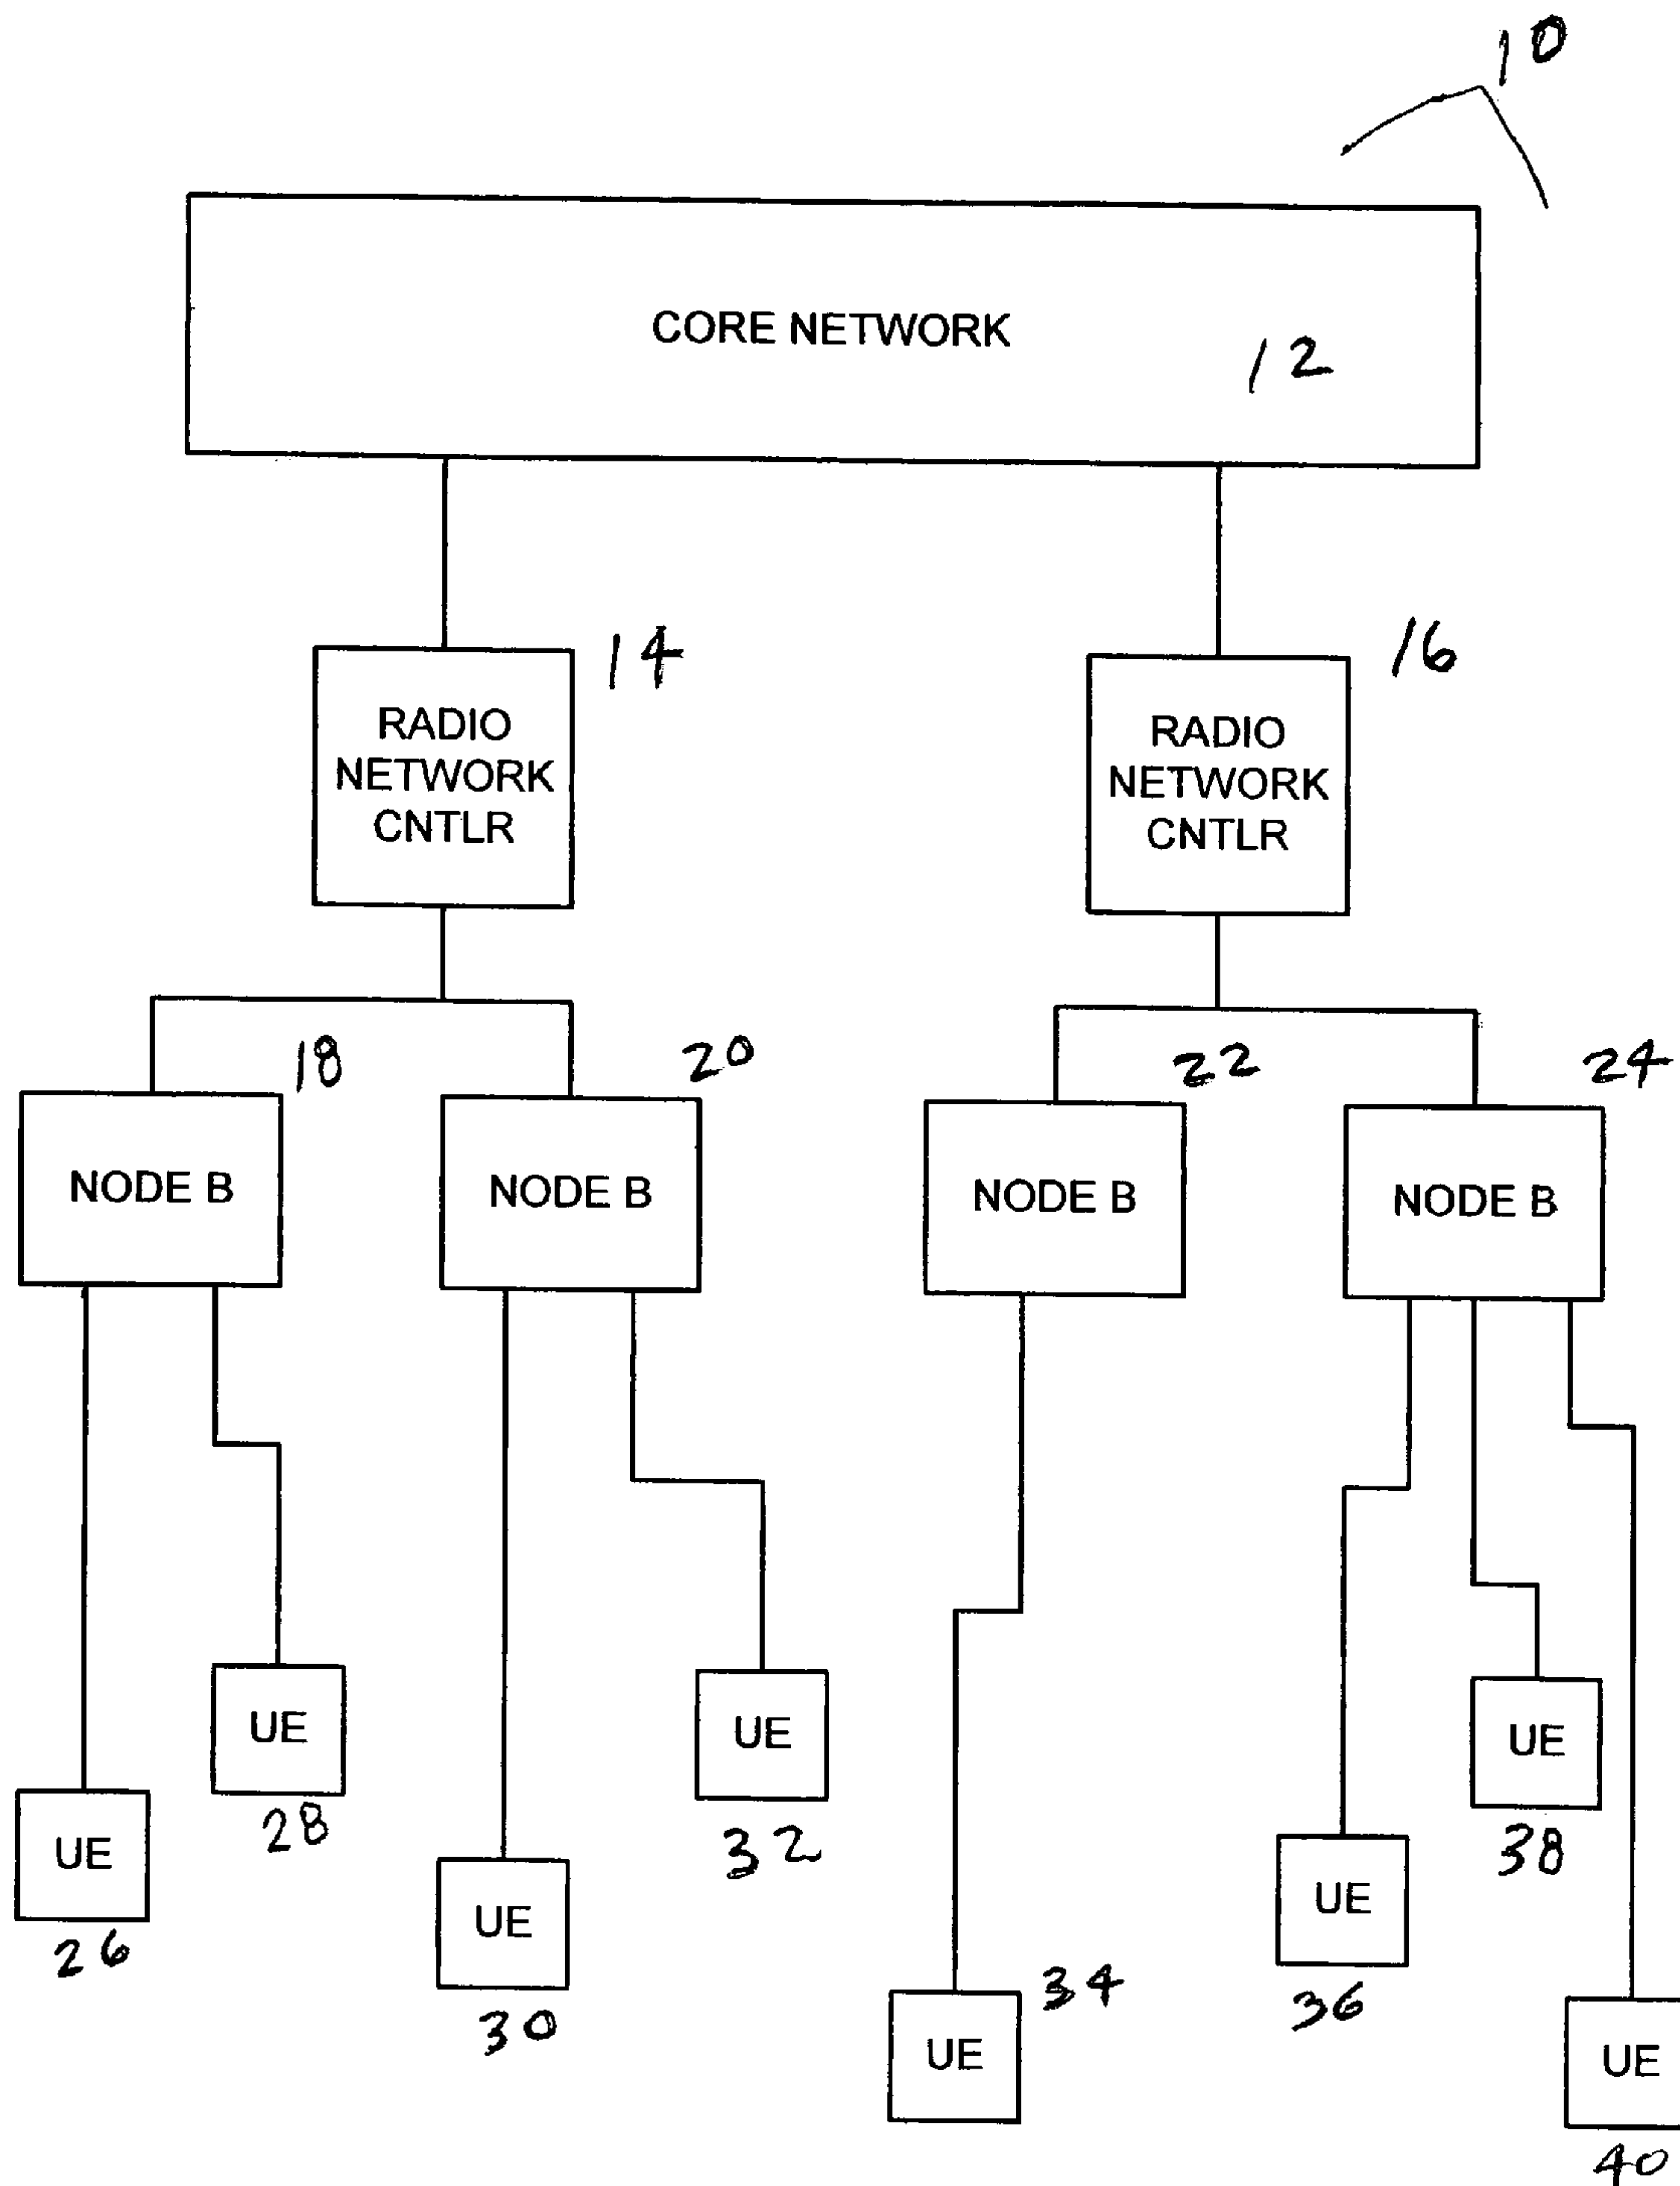 10
CORE NETWORK
12
14
16
RADIO
NETWORK
CNTLR
RADIO
NETWORK
CNTLR
18
20
22
24
NODE B
NODE B
NODE B
NODE B
UE
28
UE
32
UE
38
UE
26
UE
30
UE
36
UE
34
UE
40